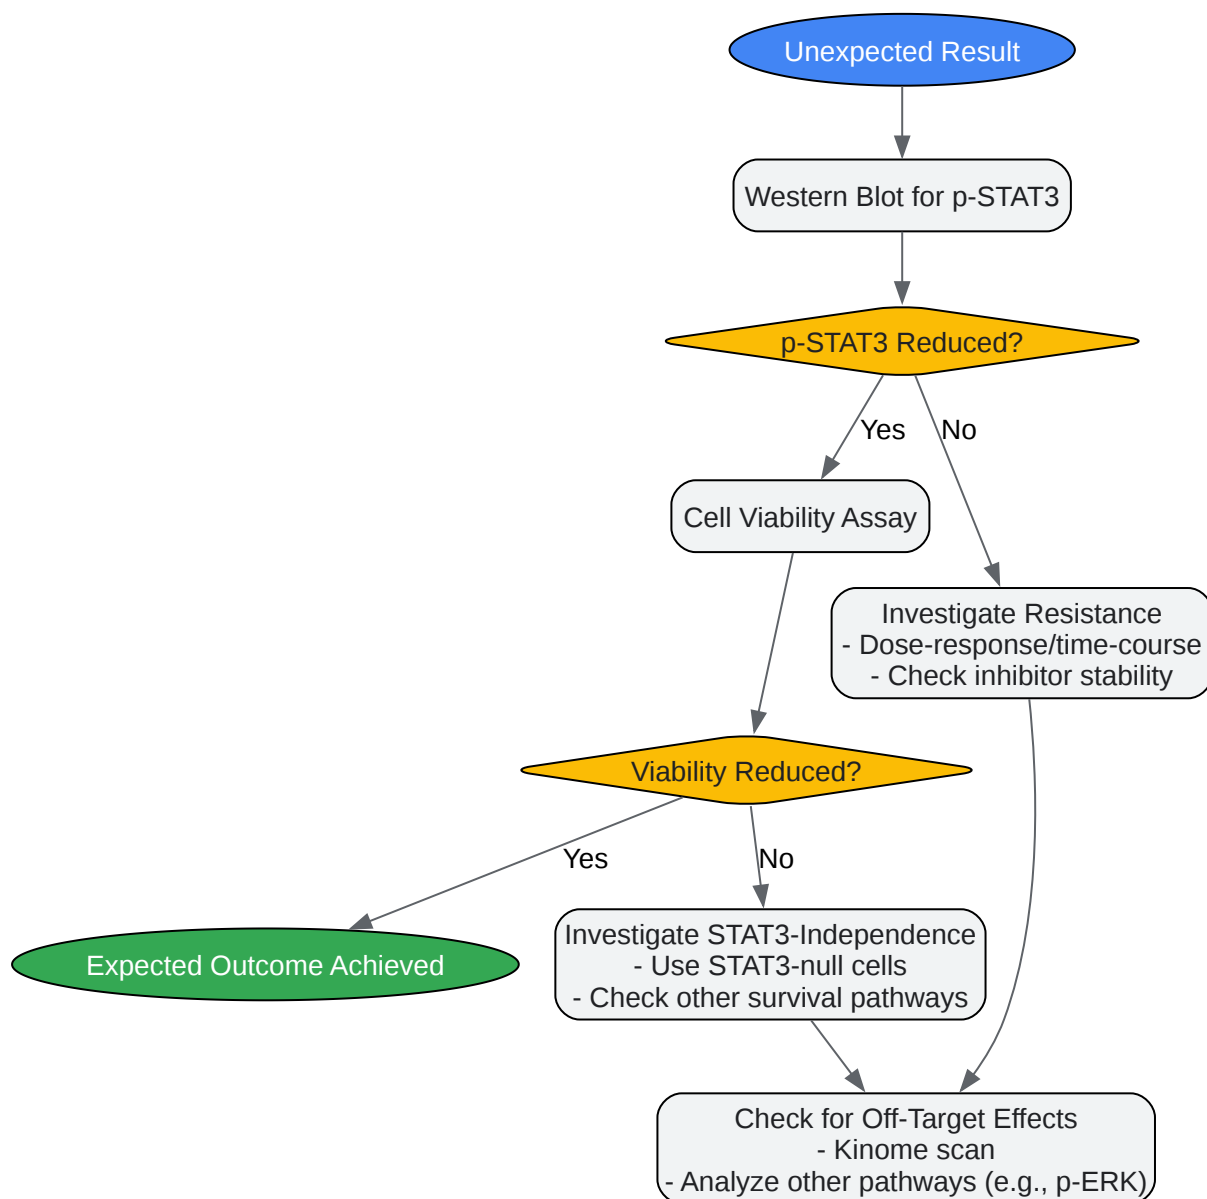 Unexpected Result
Western Blot for p-STAT3
p-STAT3 Reduced?
Yes
No
Cell Viability Assay
Investigate Resistance
- Dose-response/time-course
- Check inhibitor stability
Viability Reduced?
Yes
No
Expected Outcome Achieved
Investigate STAT3-Independence
- Use STAT3-null cells
- Check other survival pathways
Check for Off-Target Effects
- Kinome scan
- Analyze other pathways (e.g., p-ERK)